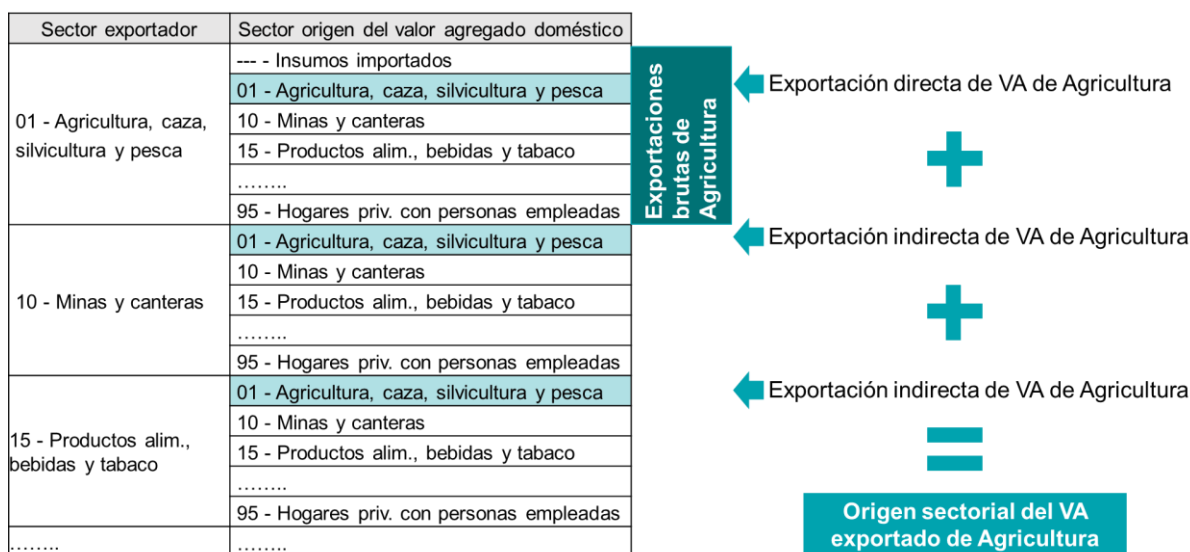 Sector exportador
Sector origen del valor agregado doméstico
01 - Agricultura, caza,
silvicultura y pesca
--- - Insumos importados
01 - Agricultura, caza, silvicultura y pesca
10 - Minas y canteras
15 - Productos alim., bebidas y tabaco
........
95 - Hogares priv. con personas empleadas
10 - Minas y canteras
01 - Agricultura, caza, silvicultura y pesca
10 - Minas y canteras
15 - Productos alim., bebidas y tabaco
........
95 - Hogares priv. con personas empleadas
15 - Productos alim.,
bebidas y tabaco
01 - Agricultura, caza, silvicultura y pesca
10 - Minas y canteras
15 - Productos alim., bebidas y tabaco
........
95 - Hogares priv. con personas empleadas
........
........
Exportaciones
brutas de
Agricultura
Exportación directa de VA de Agricultura
+
Exportación indirecta de VA de Agricultura
+
Exportación indirecta de VA de Agricultura
=
Origen sectorial del VA
exportado de Agricultura